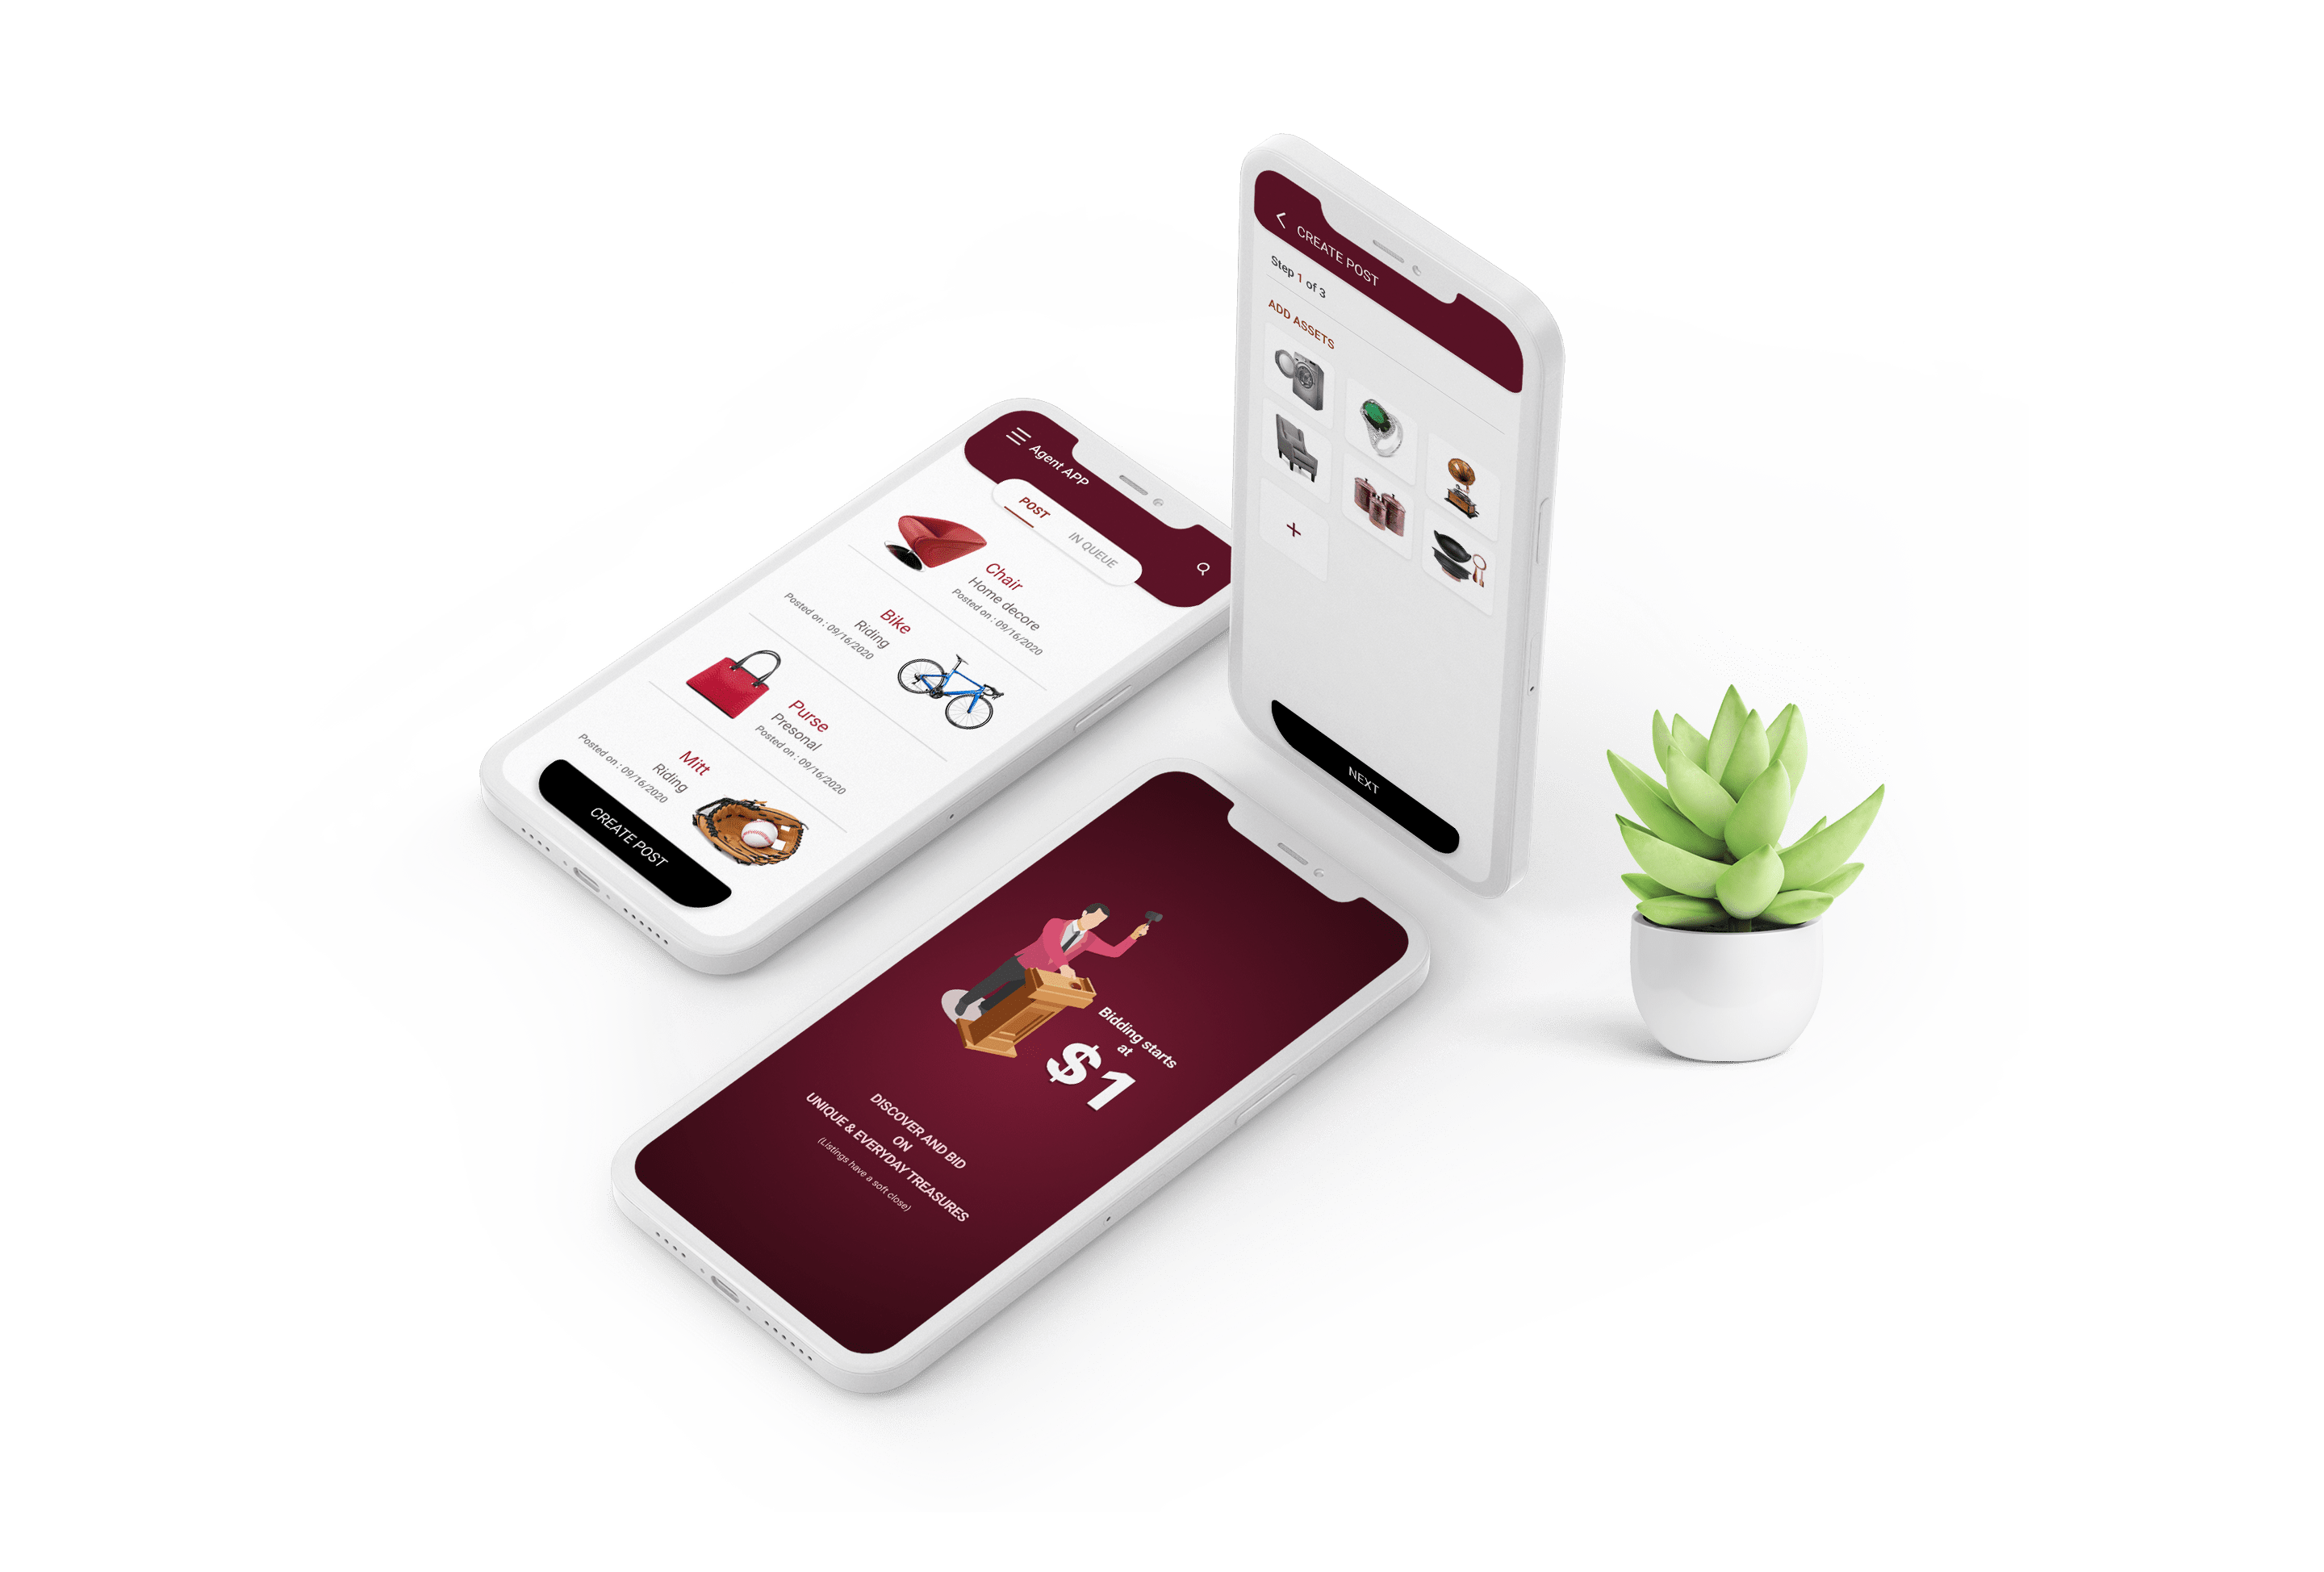 Agent APP
POST
IN QUEUE
Chair
Home decore
Posted on : 09/16/2020
Bike
Riding
Posted on : 09/16/2020
Purse
Presonal
Posted on : 09/16/2020
Mitt
Riding
Posted on : 09/16/2020
CREATE POST
CREATE POST
Step 1 of 3
ADD ASSETS
+
NEXT
Bidding starts
at
$1
DISCOVER AND BID
ON
UNIQUE & EVERYDAY TREASURES
(Listings have a soft close)